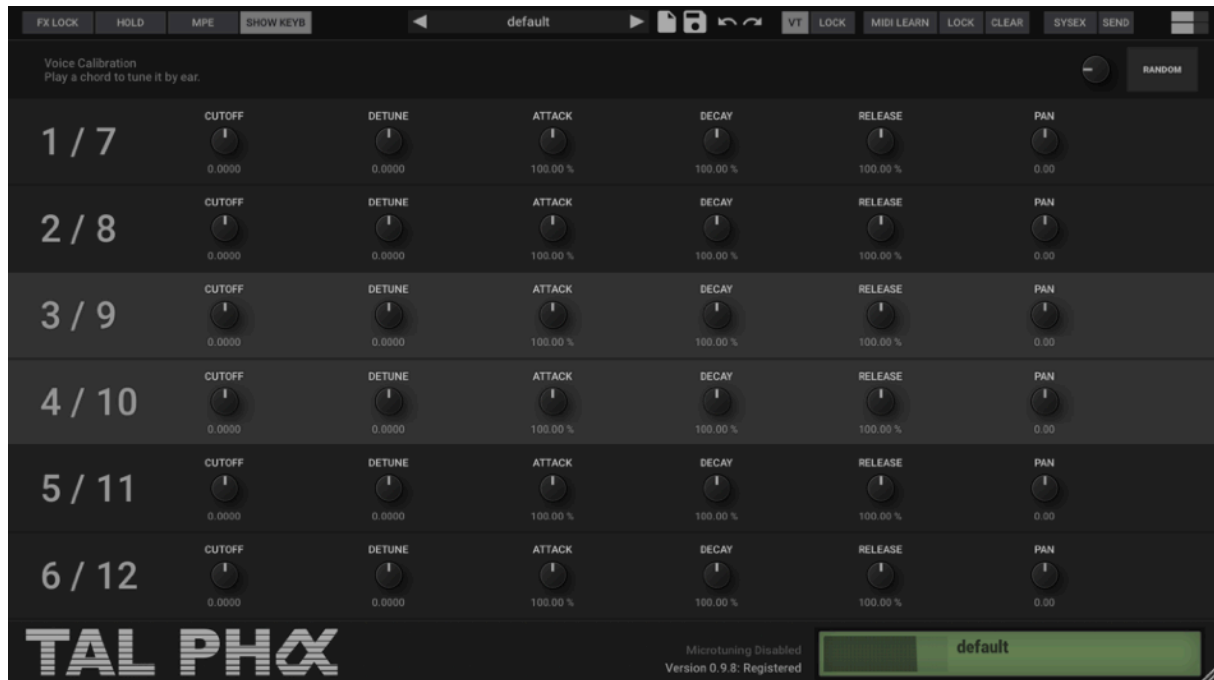 FX LOCK HOLD MPE SHOW KEYB default VT LOCK MIDI LEARN LOCK CLEAR SYSEX SEND
Voice Calibration
Play a chord to tune it by ear.
RANDOM
CUTOFF DETUNE ATTACK DECAY RELEASE PAN
1 / 7
0.0000 0.0000 100.00 % 100.00 % 100.00 % 0.00
CUTOFF DETUNE ATTACK DECAY RELEASE PAN
2 / 8
0.0000 0.0000 100.00 % 100.00 % 100.00 % 0.00
CUTOFF DETUNE ATTACK DECAY RELEASE PAN
3 / 9
0.0000 0.0000 100.00 % 100.00 % 100.00 % 0.00
CUTOFF DETUNE ATTACK DECAY RELEASE PAN
4 / 10
0.0000 0.0000 100.00 % 100.00 % 100.00 % 0.00
CUTOFF DETUNE ATTACK DECAY RELEASE PAN
5 / 11
0.0000 0.0000 100.00 % 100.00 % 100.00 % 0.00
CUTOFF DETUNE ATTACK DECAY RELEASE PAN
6 / 12
0.0000 0.0000 100.00 % 100.00 % 100.00 % 0.00
TAL PHA
Microtuning Disabled
Version 0.9.8: Registered
default